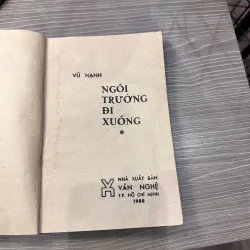 VŨ HẠNH
NGÔI
TRƯỜNG
ĐI
XUỐNG
*
NHÀ XUẤT BẢN
VĂN NGHỆ
T.P. HỒ CHÍ MINH
1988